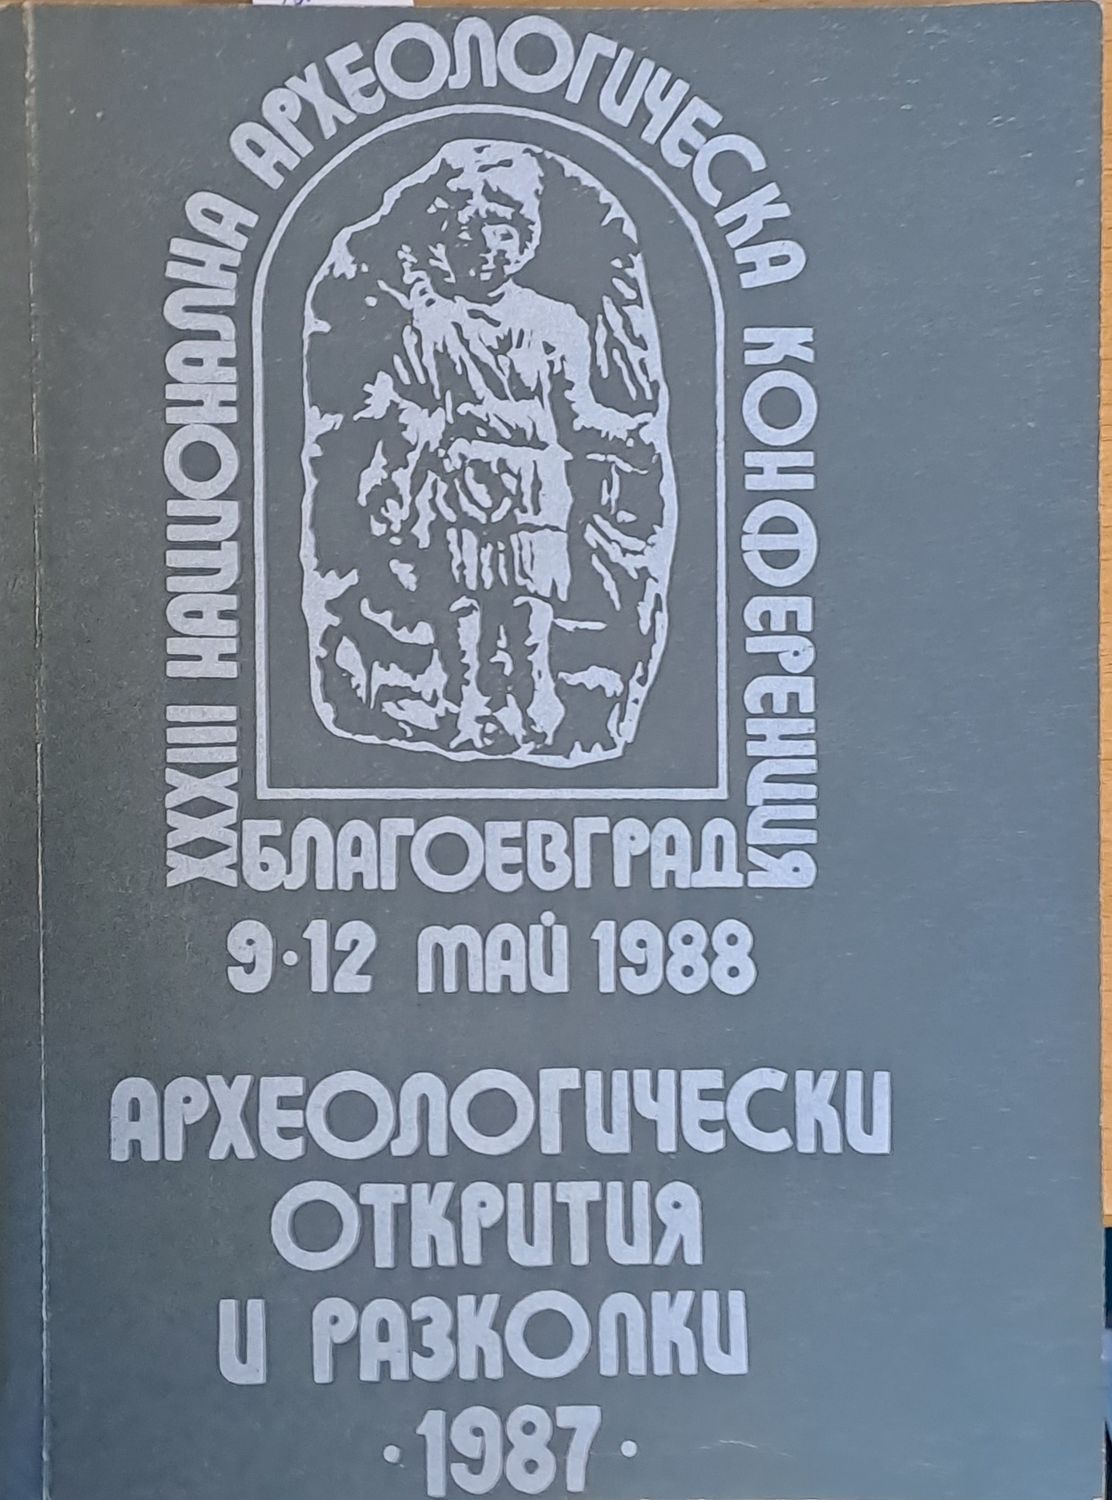 XXXIII НАЦИОНАЛНА АРХЕОЛОГИЧЕСКА КОНФЕРЕНЦИЯ
БЛАГОЕВГРАД
9·12 МАЙ 1988
АРХЕОЛОГИЧЕСКИ
ОТКРИТИЯ
И РАЗКОПКИ
·1987·